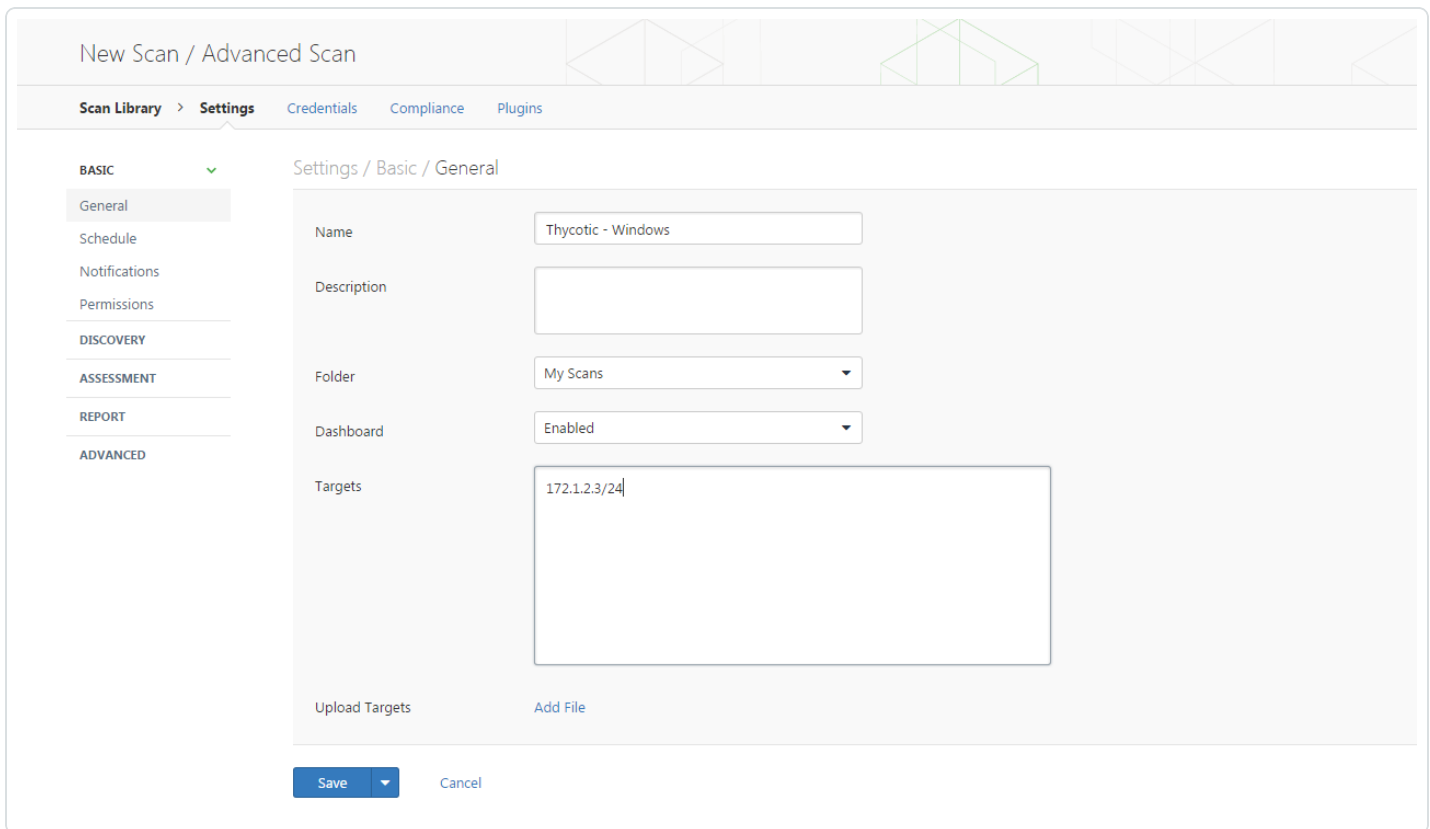 New Scan / Advanced Scan
Scan Library > Settings Credentials Compliance Plugins
BASIC
General
Schedule
Notifications
Permissions
DISCOVERY
ASSESSMENT
REPORT
ADVANCED
Settings / Basic / General
Name Thycotic - Windows
Description
Folder My Scans
Dashboard Enabled
Targets 172.1.2.3/24
Upload Targets Add File
Save Cancel